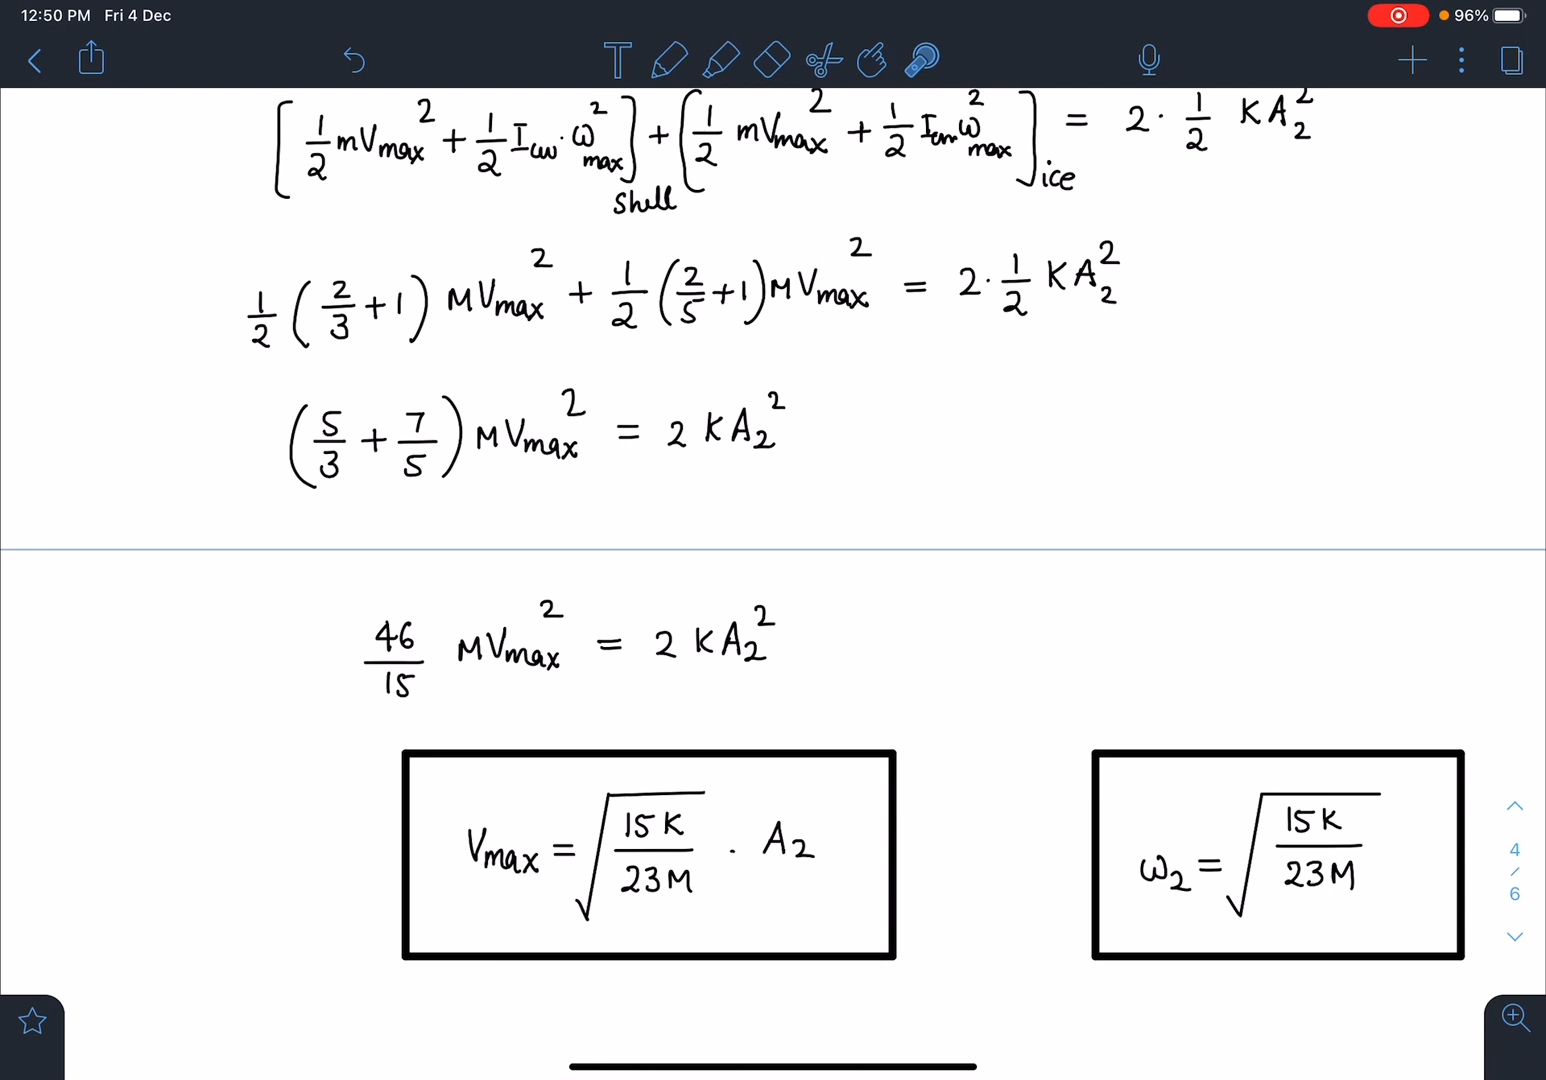 12:50 PM Fri 4 Dec 96%
[1/2 mVmax² + 1/2 Icm · ω²max]shell + [1/2 mVmax² + 1/2 Icm ω²max]ice = 2 · 1/2 KA₂²
1/2 (2/3 + 1) MVmax² + 1/2 (2/5 + 1) MVmax² = 2 · 1/2 KA₂²
(5/3 + 7/5) MVmax² = 2 KA₂²
46/15 MVmax² = 2 KA₂²
Vmax = √(15K/23M) · A₂
ω₂ = √(15K/23M)
4/6